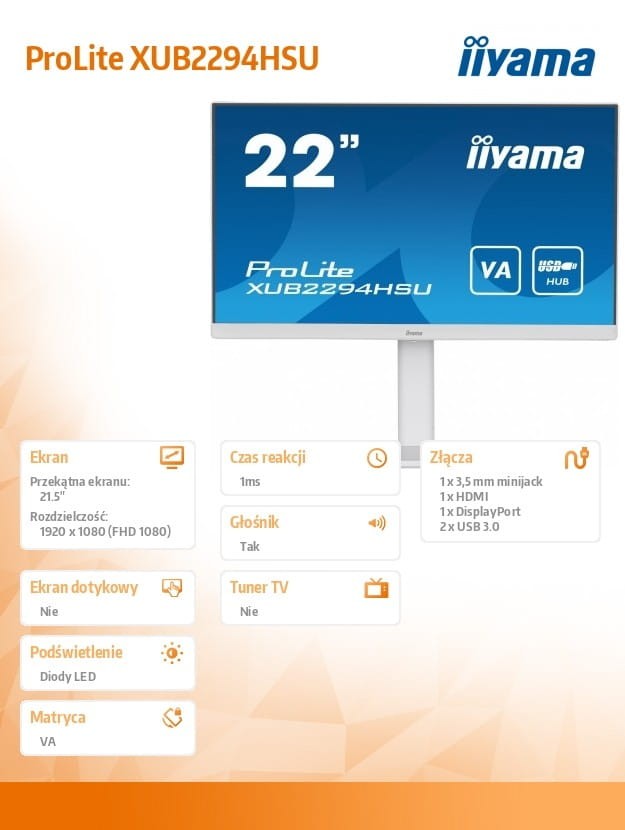 ProLite XUB2294HSU
iiyama
22”
iiyama
ProLite
XUB2294HSU
VA
USB
HUB
iiyama
Ekran
Przekątna ekranu:
21.5"
Rozdzielczość:
1920 x 1080 (FHD 1080)
Czas reakcji
1ms
Złącza
1 x 3,5 mm minijack
1 x HDMI
1 x DisplayPort
2 x USB 3.0
Głośnik
Tak
Ekran dotykowy
Nie
Tuner TV
Nie
Podświetlenie
Diody LED
Matryca
VA